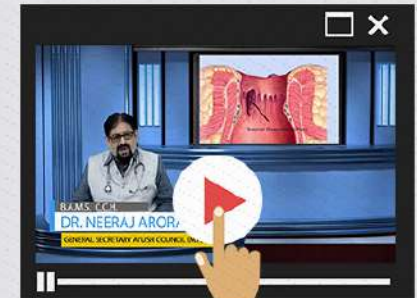 B.A.M.S., C.C.H.
DR. NEERAJ ARORA
GENERAL SECRETARY AYUSH COUNCIL